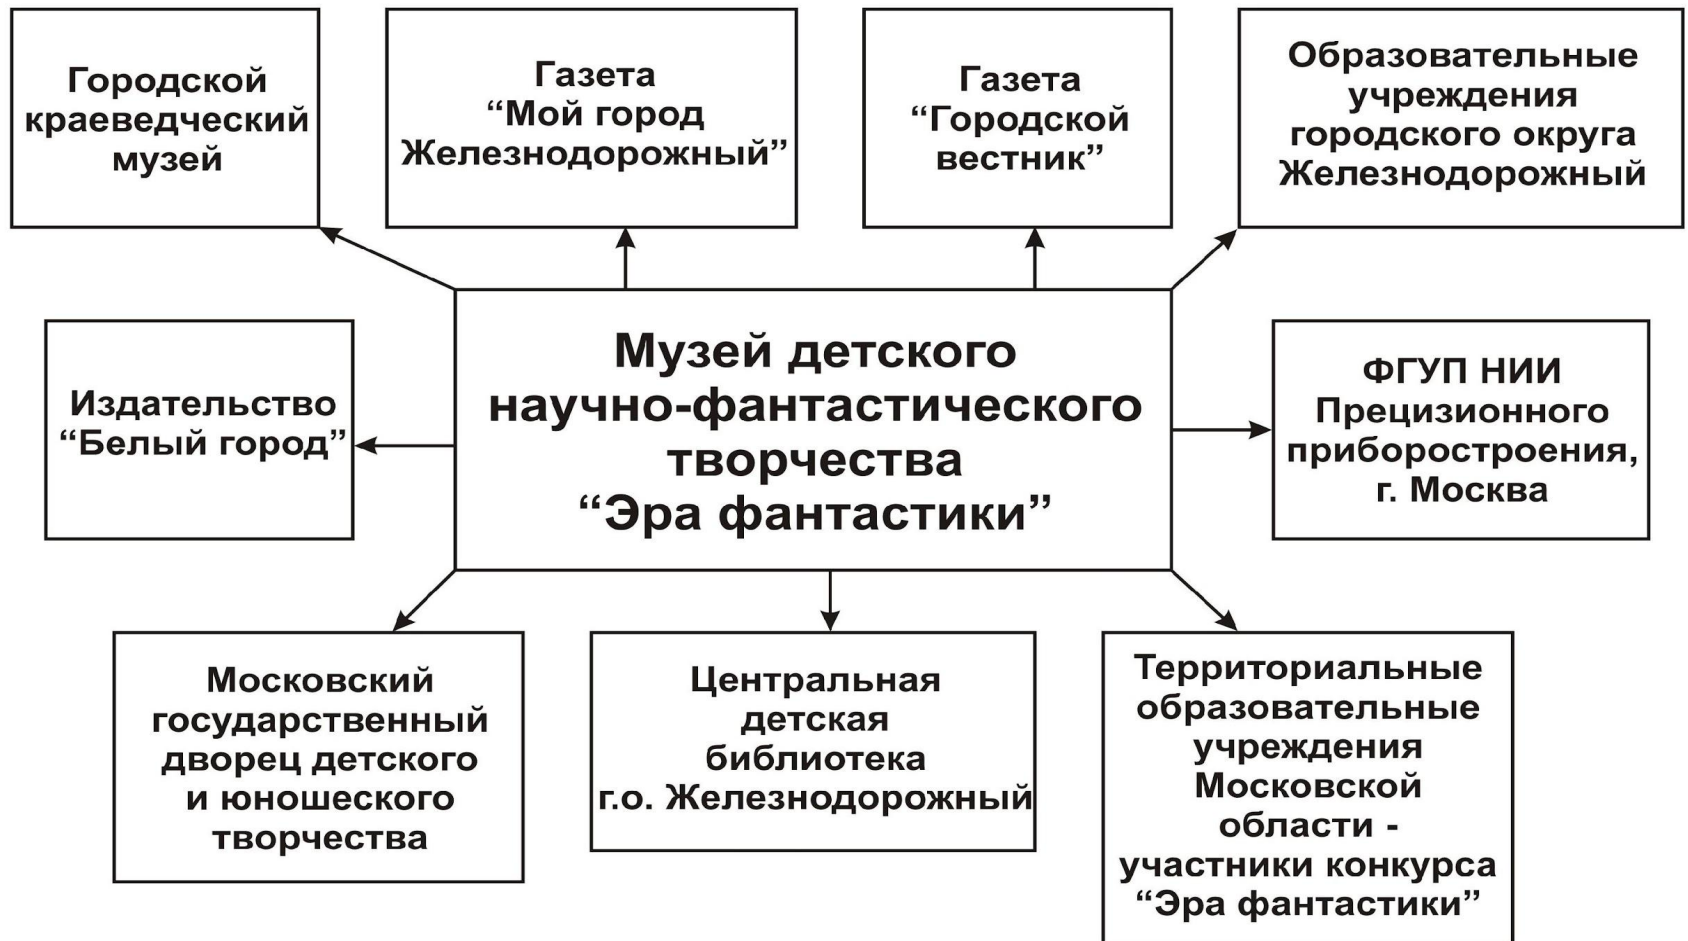 Городской
краеведческий
музей
Газета
“Мой город
Железнодорожный”
Газета
“Городской
вестник”
Образовательные
учреждения
городского округа
Железнодорожный
Издательство
“Белый город”
Музей детского
научно-фантастического
творчества
“Эра фантастики”
ФГУП НИИ
Прецизионного
приборостроения,
г. Москва
Московский
государственный
дворец детского
и юношеского
творчества
Центральная
детская
библиотека
г.о. Железнодорожный
Территориальные
образовательные
учреждения
Московской
области -
участники конкурса
“Эра фантастики”